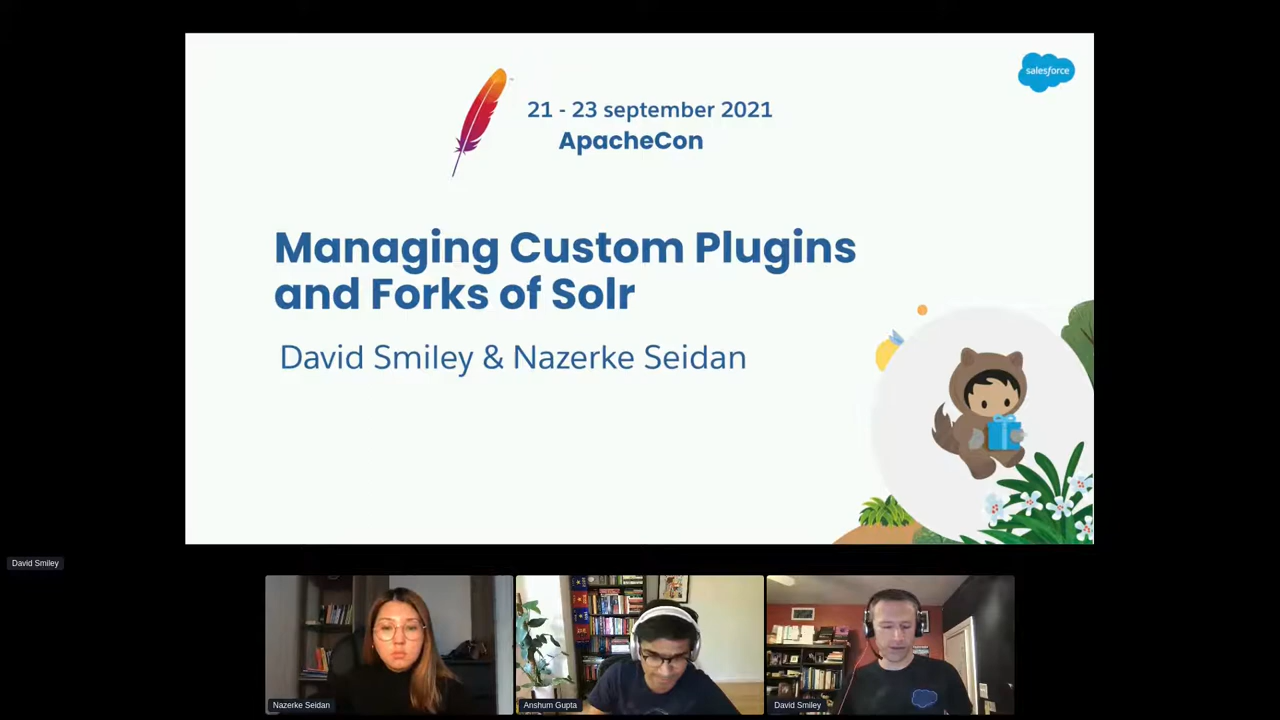 salesforce
21 - 23 september 2021
ApacheCon
Managing Custom Plugins
and Forks of Solr
David Smiley & Nazerke Seidan
David Smiley
Nazerke Seidan
Anshum Gupta
David Smiley